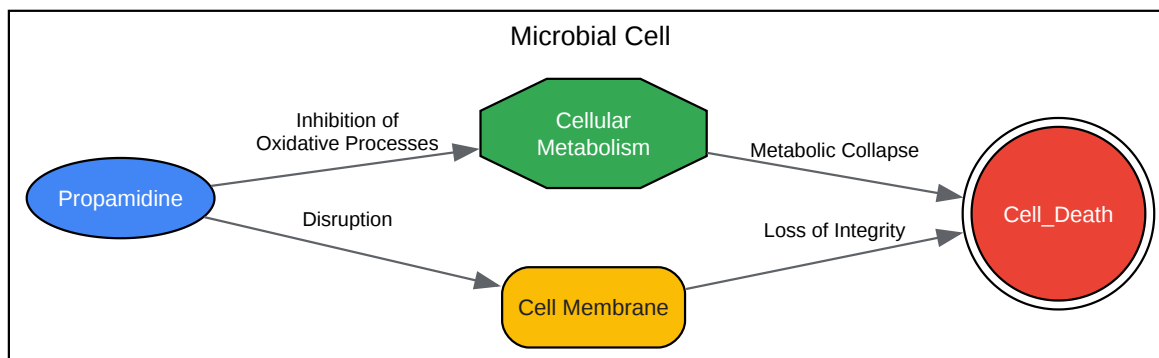 Microbial Cell
Inhibition of
Oxidative Processes
Cellular
Metabolism
Metabolic Collapse
Propamidine
Cell_Death
Disruption
Loss of Integrity
Cell Membrane